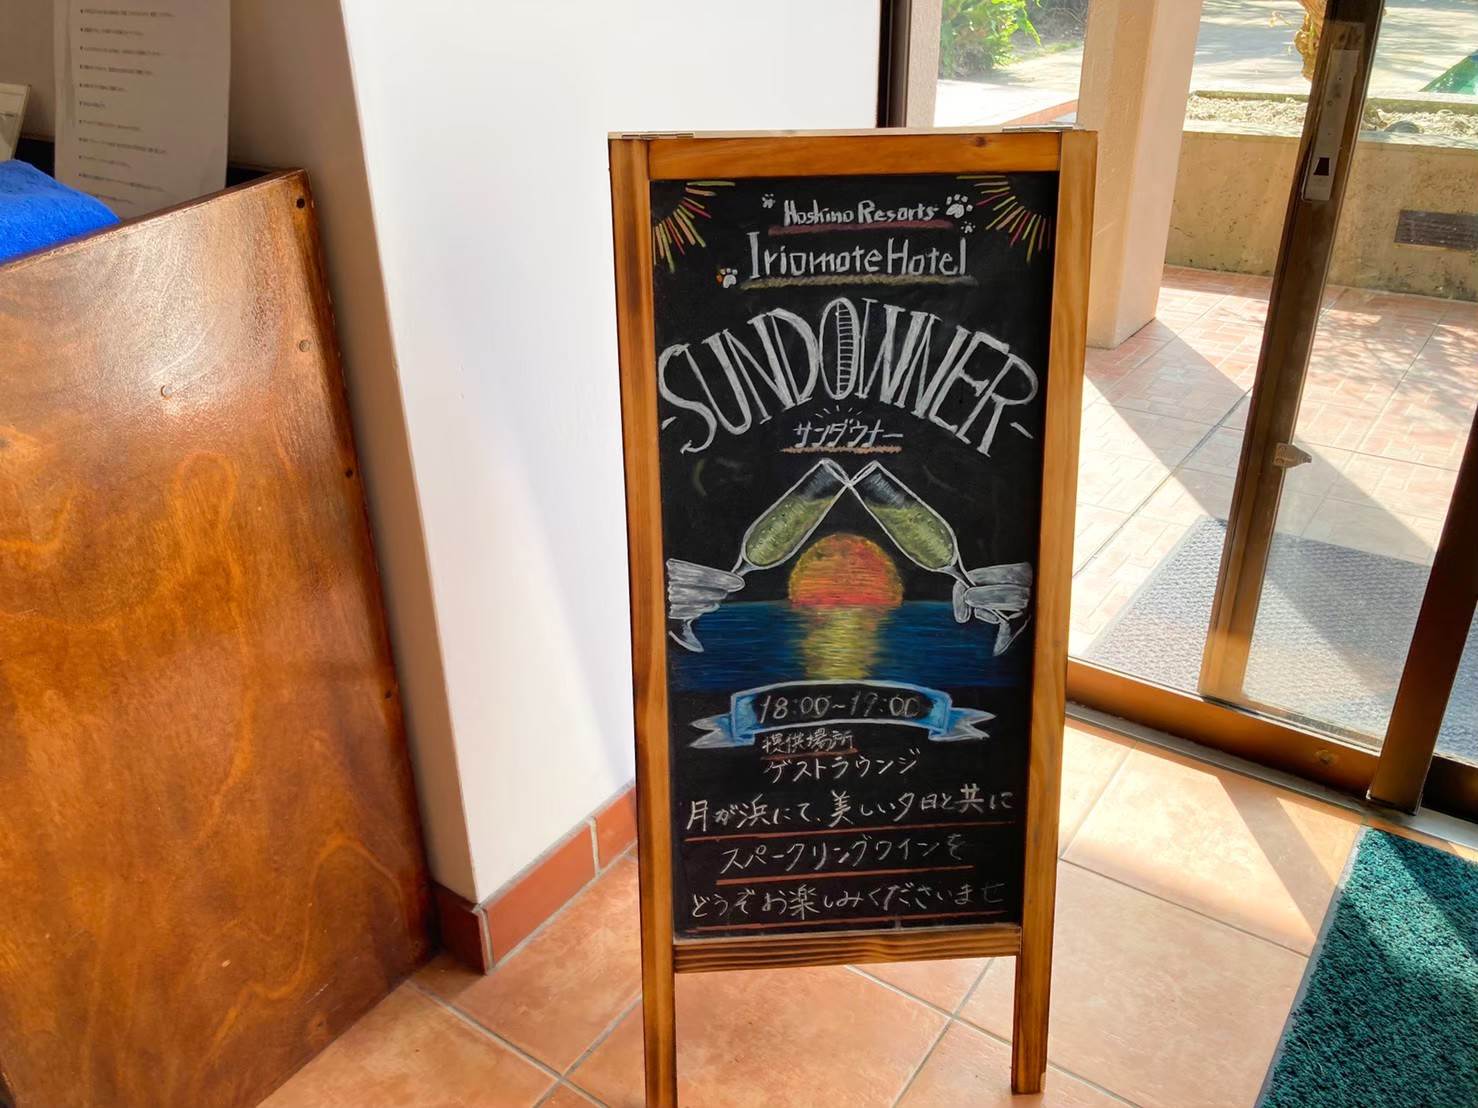 Hoshino Resorts
Iriomote Hotel
-SUNDOWNER-
サンダウナー
18:00~19:00
提供場所
ゲストラウンジ
月が浜にて、美しい夕日と共に
スパークリングワインを
どうぞお楽しみくださいませ